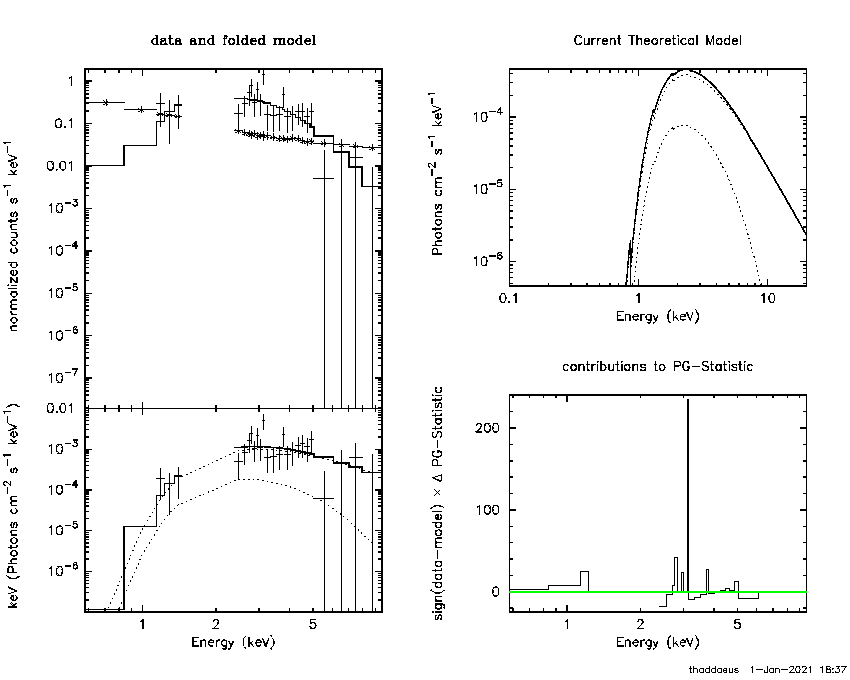 data and folded model
normalized counts s−1 keV−1
1
0.1
0.01
10−3
10−4
10−5
10−6
10−7
keV (Photons cm−2 s−1 keV−1)
0.01
10−3
10−4
10−5
10−6
1 2 5
Energy (keV)
Current Theoretical Model
Photons cm−2 s−1 keV−1
10−4
10−5
10−6
0.1 1 10
Energy (keV)
contributions to PG−Statistic
sign(data−model) × Δ PG−Statistic
200
100
0
1 2 5
Energy (keV)
thaddaeus 1−Jan−2021 18:37